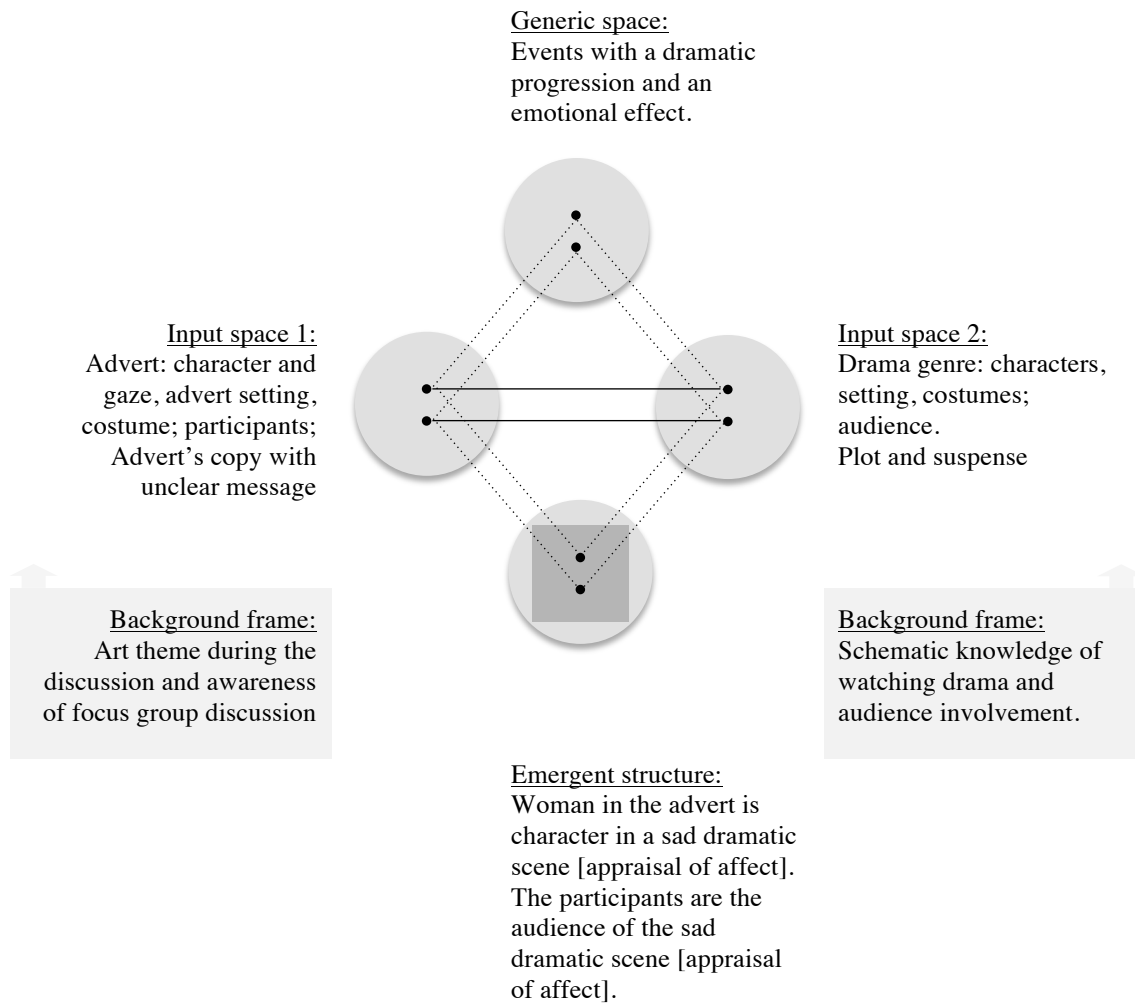 Generic space:
Events with a dramatic
progression and an
emotional effect.
Input space 1:
Advert: character and
gaze, advert setting,
costume; participants;
Advert’s copy with
unclear message
Input space 2:
Drama genre: characters,
setting, costumes;
audience.
Plot and suspense
Background frame:
Art theme during the
discussion and awareness
of focus group discussion
Background frame:
Schematic knowledge of
watching drama and
audience involvement.
Emergent structure:
Woman in the advert is
character in a sad dramatic
scene [appraisal of affect].
The participants are the
audience of the sad
dramatic scene [appraisal
of affect].